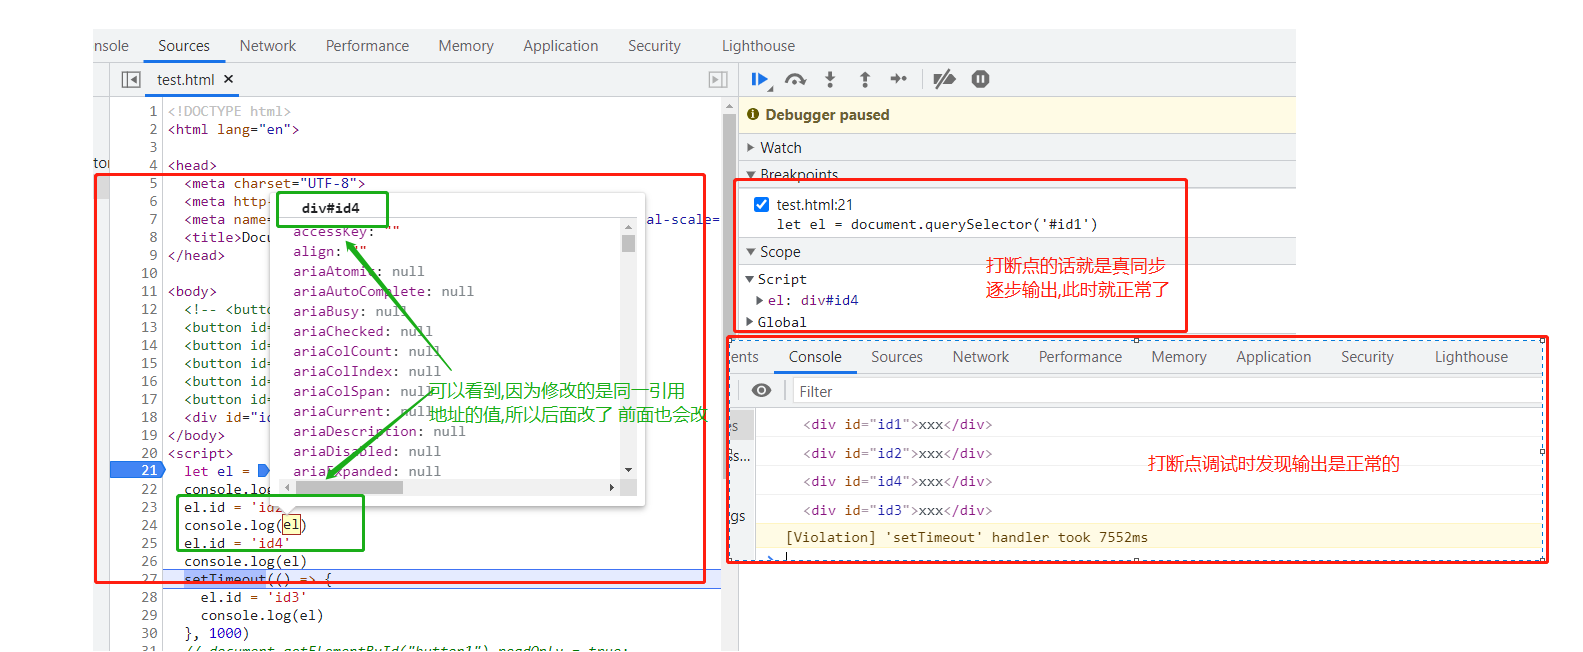 nsole Sources Network Performance Memory Application Security Lighthouse
test.html ×
1 <!DOCTYPE html>
2 <html lang="en">
3
4 <head>
5 <meta charset="UTF-8">
6 <meta http-
7 <meta name= al-scale=
8 <title>Docu
9 </head>
10
11 <body>
12 <!-- <button
13 <button id=
14 <button id=
15 <button id=
16 <button id=
17 <button id=
18 <div id="id
19 </body>
20 <script>
21 let el =
22 console.log
23 el.id = 'id2
24 console.log(el)
25 el.id = 'id4'
26 console.log(el)
27 setTimeout(() => {
28 el.id = 'id3'
29 console.log(el)
30 }, 1000)
31 // document.getElementById("button1").readOnly = true;
div#id4
accessKey: ""
align: ""
ariaAtomic: null
ariaAutoComplete: null
ariaBusy: null
ariaChecked: null
ariaColCount: null
ariaColIndex: null
ariaColSpan: null
ariaCurrent: null
ariaDescription: null
ariaDisabled: null
ariaExpanded: null
可以看到,因为修改的是同一引用
地址的值,所以后面改了 前面也会改
Debugger paused
Watch
Breakpoints
test.html:21
let el = document.querySelector('#id1')
Scope
Script
el: div#id4
Global
打断点的话就是真同步
逐步输出,此时就正常了
ents Console Sources Network Performance Memory Application Security Lighthouse
Filter
<div id="id1">xxx</div>
<div id="id2">xxx</div>
<div id="id4">xxx</div>
<div id="id3">xxx</div>
[Violation] 'setTimeout' handler took 7552ms
打断点调试时发现输出是正常的